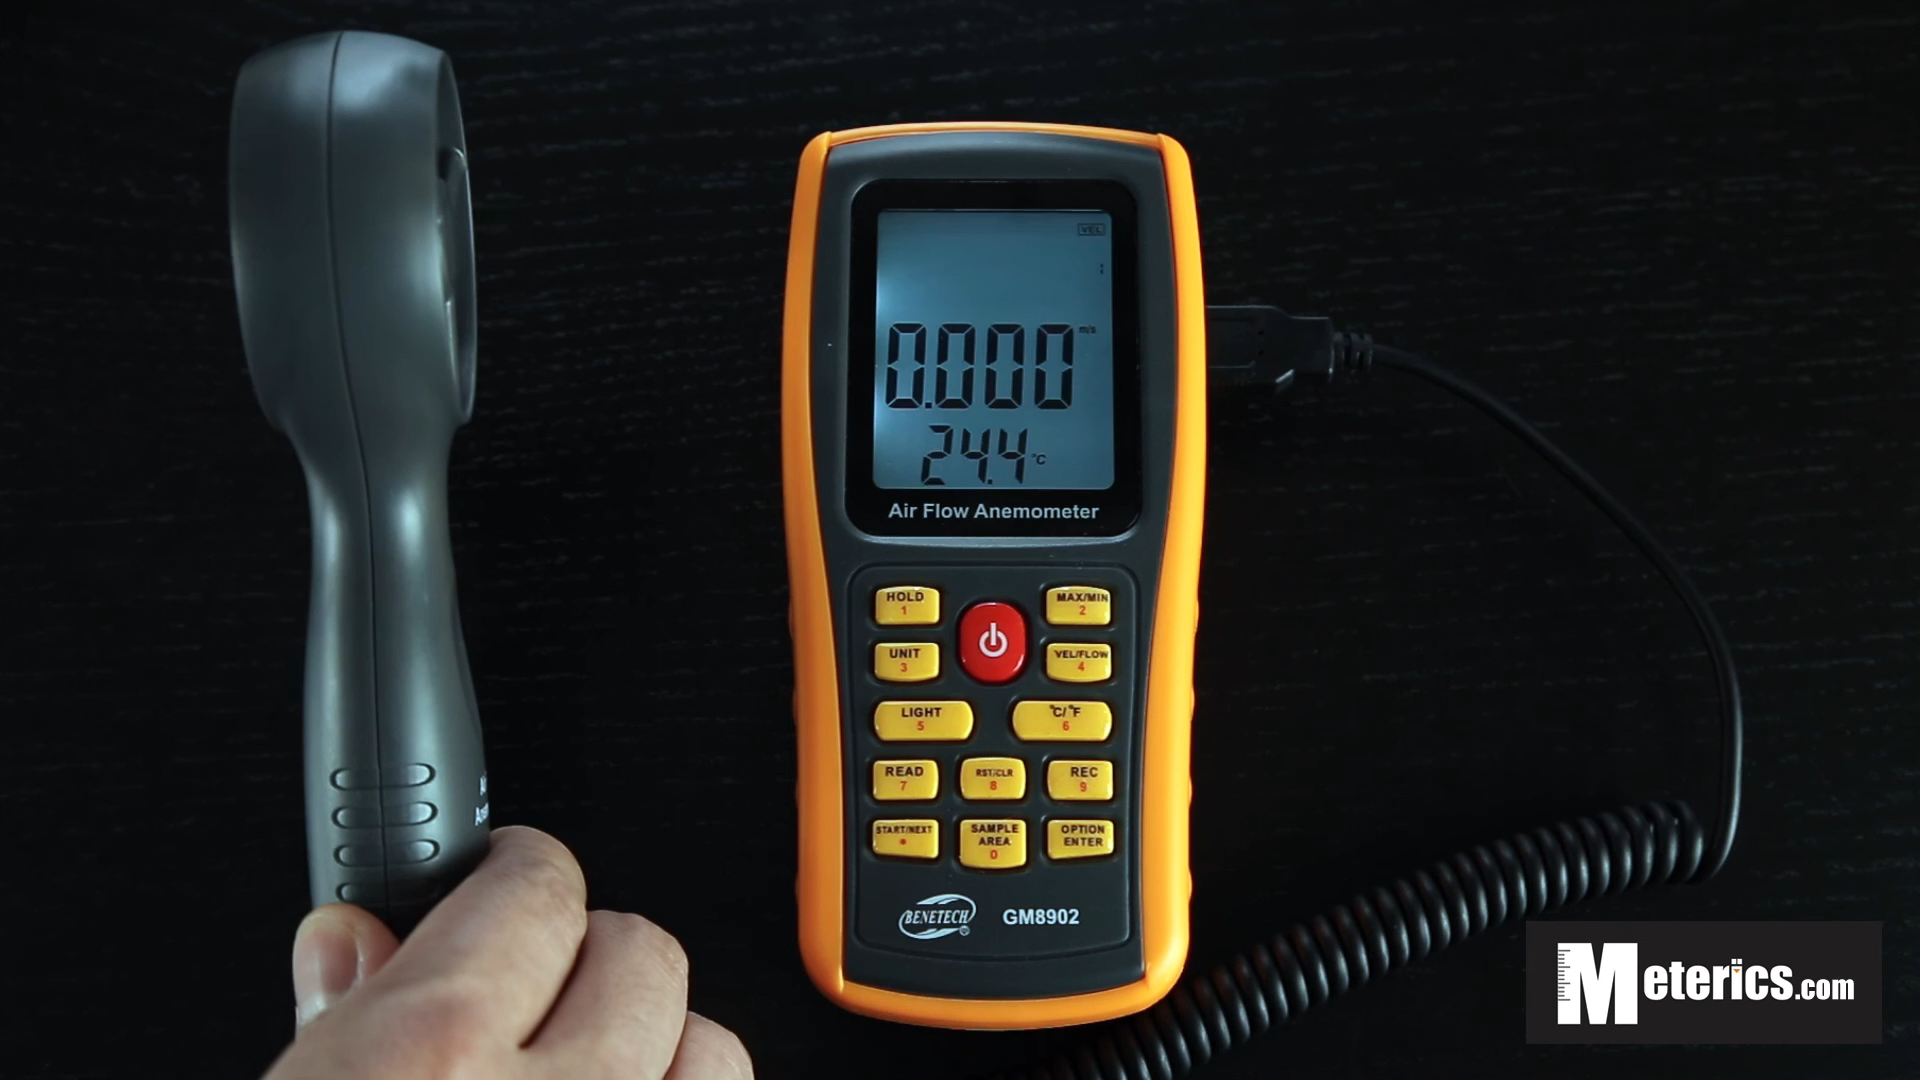 VEL
0.000 m/s
24.4 °C
Air Flow Anemometer
HOLD
1
MAX/MIN
2
UNIT
3
VEL/FLOW
4
LIGHT
5
°C/°F
6
READ
7
RST/CLR
8
REC
9
START/NEXT
•
SAMPLE
AREA
0
OPTION
ENTER
BENETECH ®
GM8902
Meterics.com